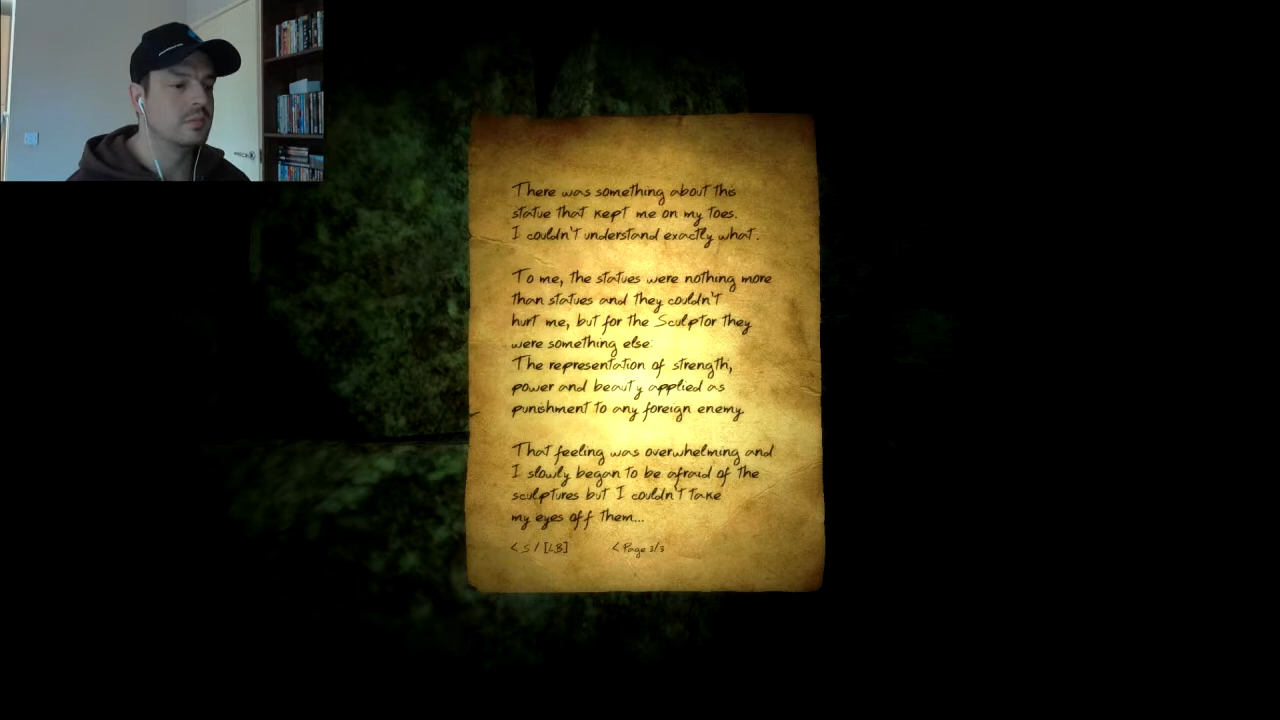 There was something about this
statue that kept me on my toes.
I couldn't understand exactly what.
To me, the statues were nothing more
than statues and they couldn't
hurt me, but for the Sculptor they
were something else:
The representation of strength,
power and beauty applied as
punishment to any foreign enemy.
That feeling was overwhelming and
I slowly began to be afraid of the
sculptures but I couldn't take
my eyes off them...
< S / [LB] < Page 3/3